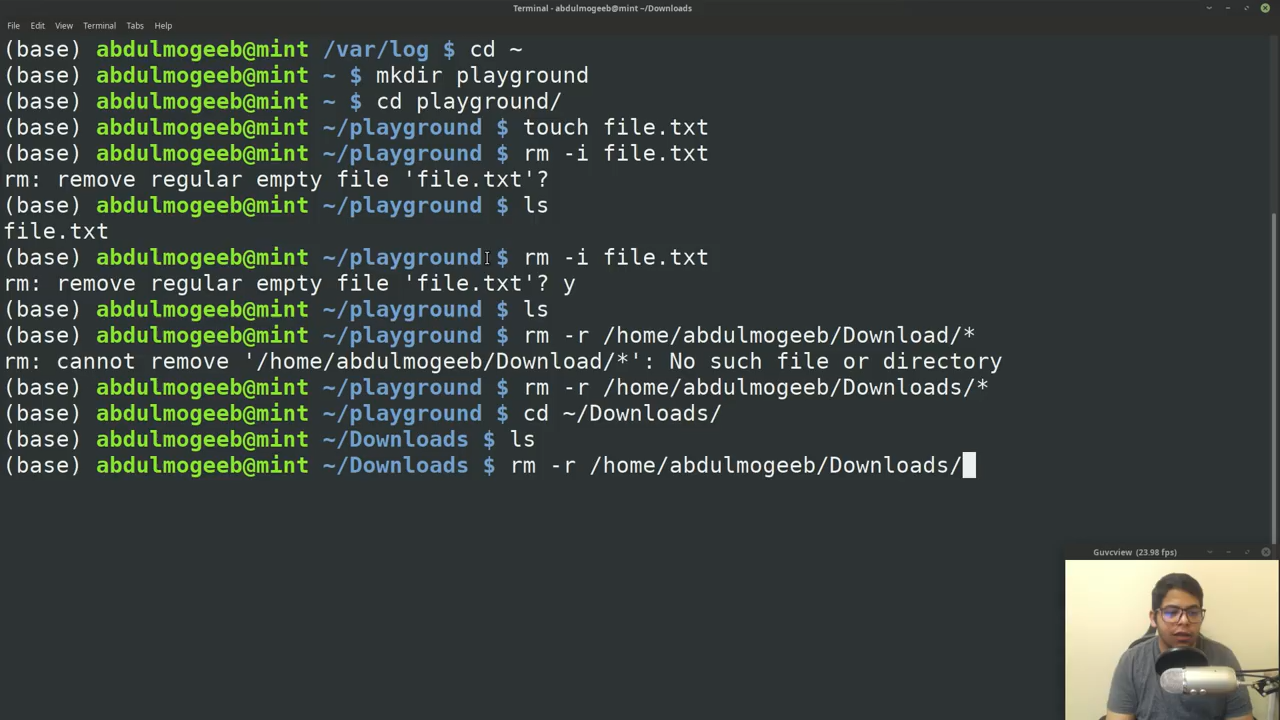 Terminal - abdulmogeeb@mint ~/Downloads
File Edit View Terminal Tabs Help
(base) abdulmogeeb@mint /var/log $ cd ~
(base) abdulmogeeb@mint ~ $ mkdir playground
(base) abdulmogeeb@mint ~ $ cd playground/
(base) abdulmogeeb@mint ~/playground $ touch file.txt
(base) abdulmogeeb@mint ~/playground $ rm -i file.txt
rm: remove regular empty file 'file.txt'?
(base) abdulmogeeb@mint ~/playground $ ls
file.txt
(base) abdulmogeeb@mint ~/playground $ rm -i file.txt
rm: remove regular empty file 'file.txt'? y
(base) abdulmogeeb@mint ~/playground $ ls
(base) abdulmogeeb@mint ~/playground $ rm -r /home/abdulmogeeb/Download/*
rm: cannot remove '/home/abdulmogeeb/Download/*': No such file or directory
(base) abdulmogeeb@mint ~/playground $ rm -r /home/abdulmogeeb/Downloads/*
(base) abdulmogeeb@mint ~/playground $ cd ~/Downloads/
(base) abdulmogeeb@mint ~/Downloads $ ls
(base) abdulmogeeb@mint ~/Downloads $ rm -r /home/abdulmogeeb/Downloads/
Guvcview (23.98 fps)